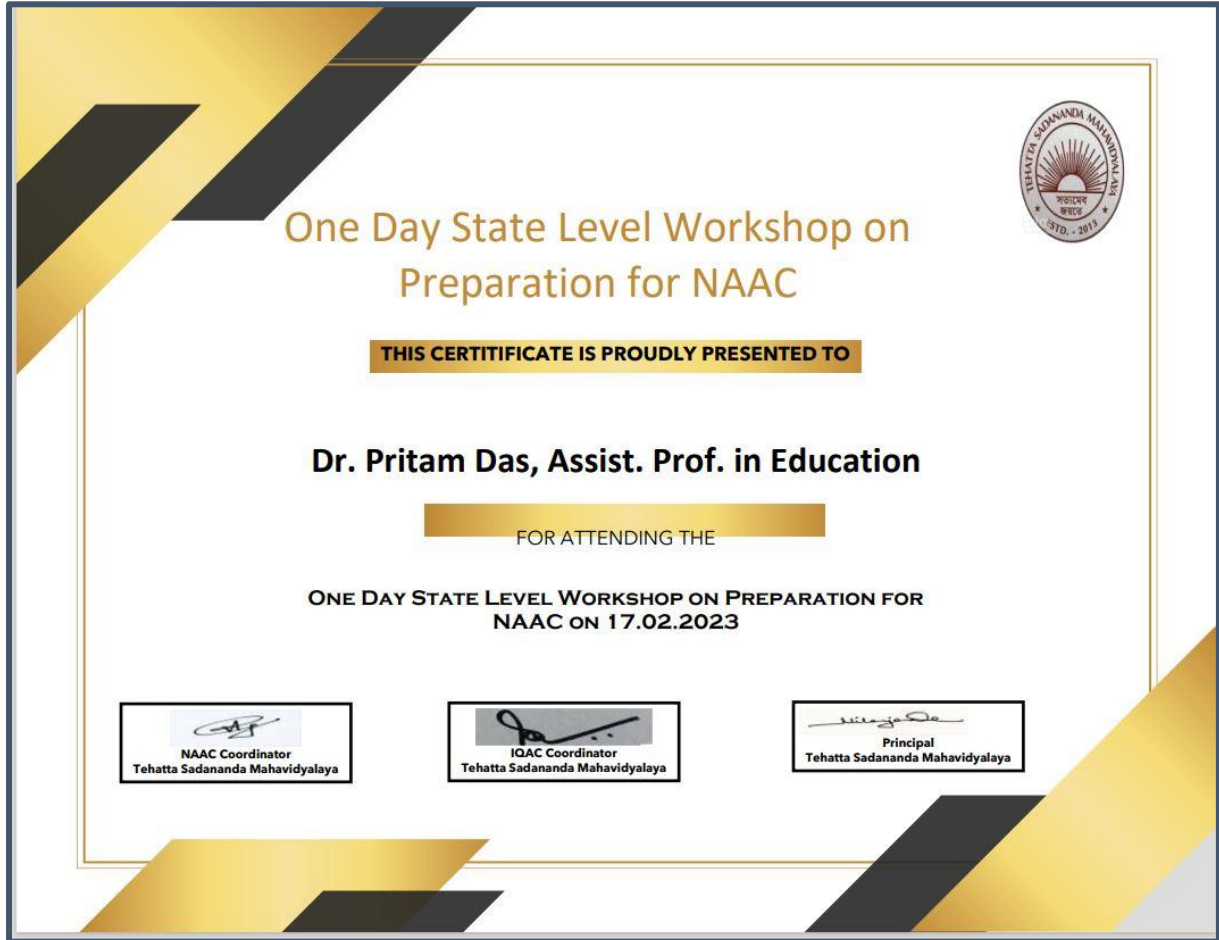 TEHATTA SADANANDA MAHAVIDYALAYA
সত্যমেব
জয়তে
ESTD. - 2013
One Day State Level Workshop on
Preparation for NAAC
THIS CERTITIFICATE IS PROUDLY PRESENTED TO
Dr. Pritam Das, Assist. Prof. in Education
FOR ATTENDING THE
ONE DAY STATE LEVEL WORKSHOP ON PREPARATION FOR
NAAC ON 17.02.2023
NAAC Coordinator
Tehatta Sadananda Mahavidyalaya
IQAC Coordinator
Tehatta Sadananda Mahavidyalaya
Principal
Tehatta Sadananda Mahavidyalaya